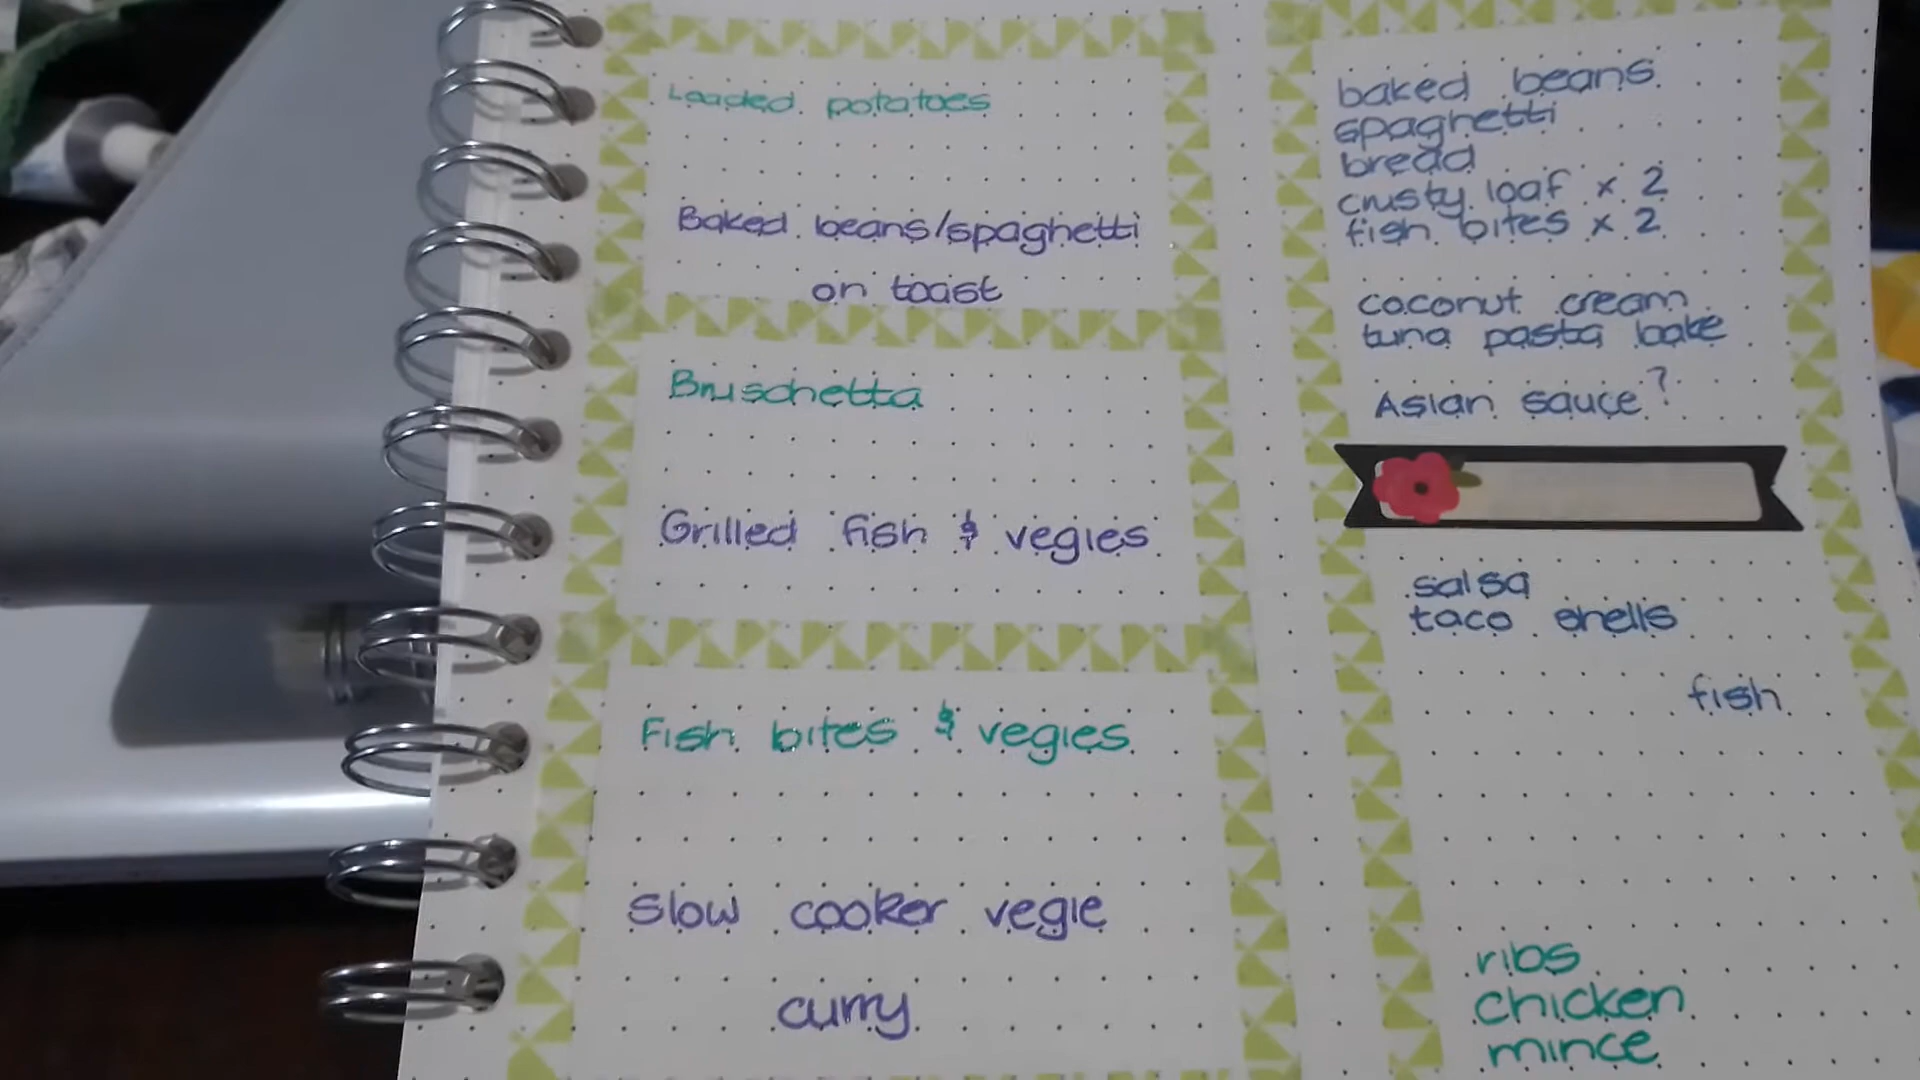 Loaded potatoes
Baked beans/spaghetti
on toast
Bruschetta
Grilled fish & vegies
Fish bites & vegies
Slow cooker vegie
curry
baked beans
spaghetti
bread
crusty loaf x 2
fish bites x 2
coconut cream
tuna pasta bake
Asian sauce?
salsa
taco shells
fish
ribs
chicken
mince